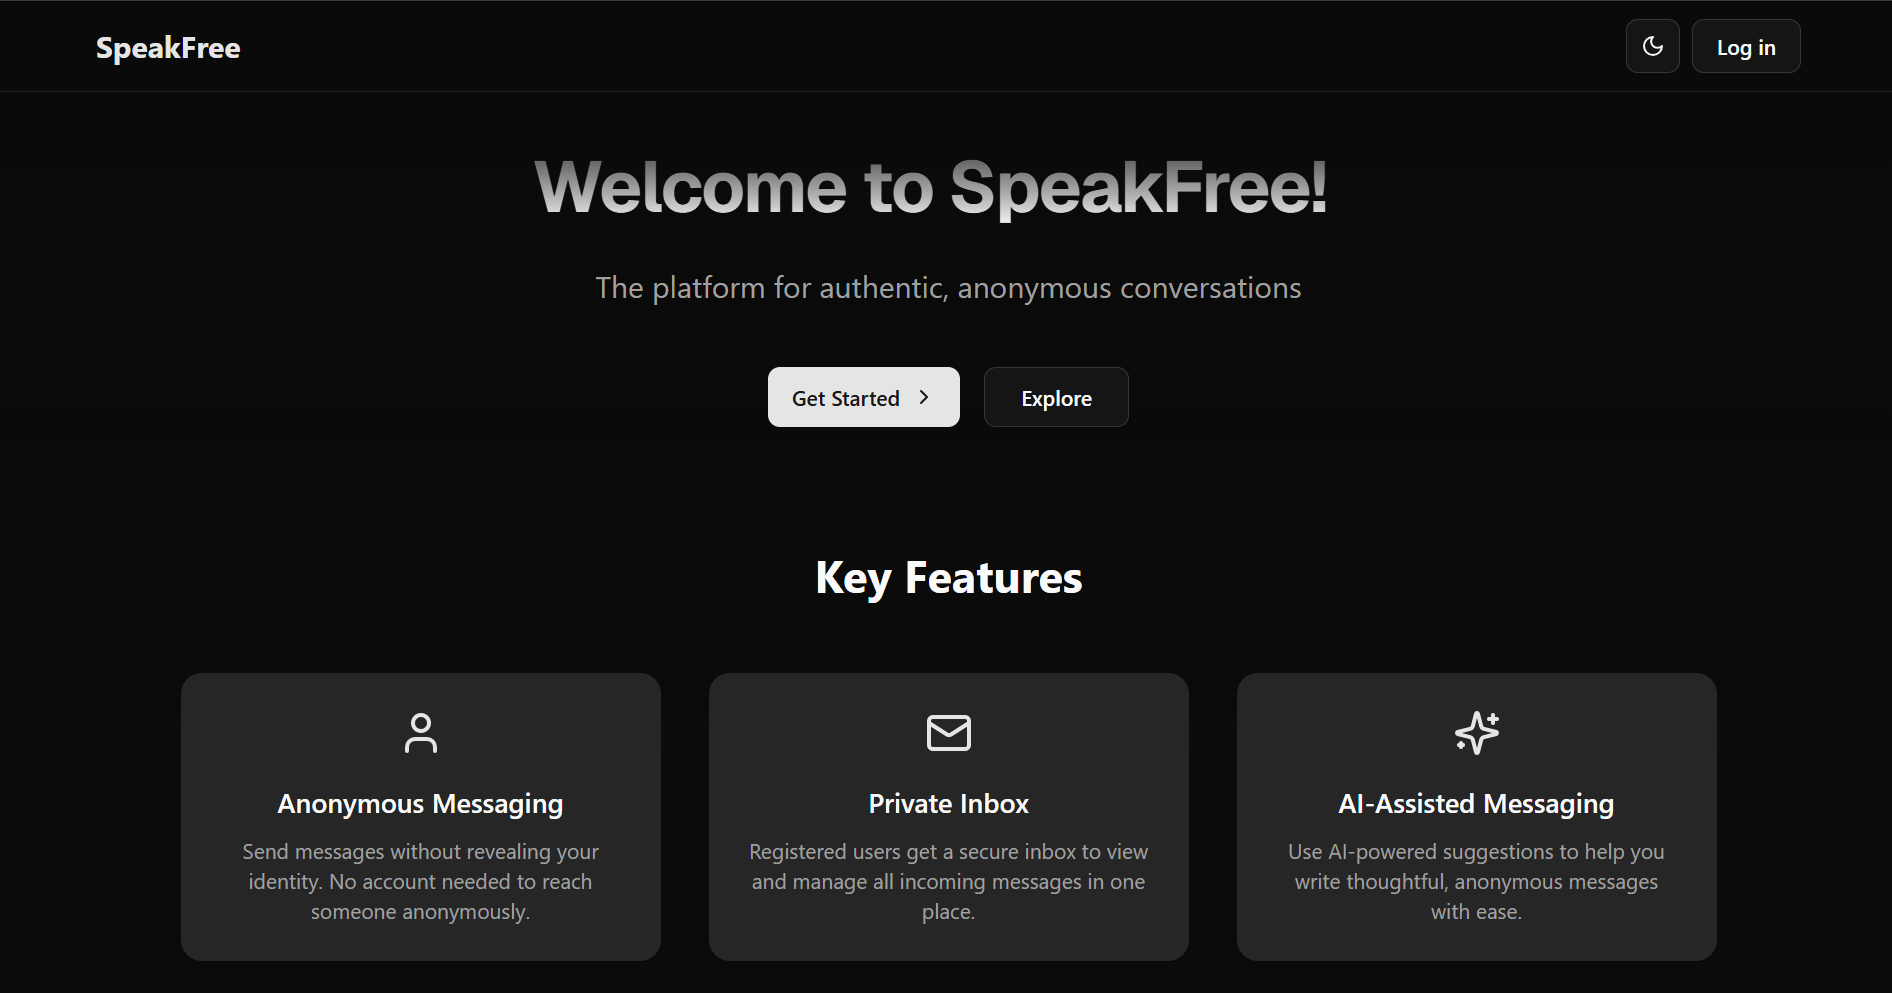 SpeakFree
Log in
Welcome to SpeakFree!
The platform for authentic, anonymous conversations
Get Started
Explore
Key Features
Anonymous Messaging
Send messages without revealing your
identity. No account needed to reach
someone anonymously.
Private Inbox
Registered users get a secure inbox to view
and manage all incoming messages in one
place.
AI-Assisted Messaging
Use AI-powered suggestions to help you
write thoughtful, anonymous messages
with ease.